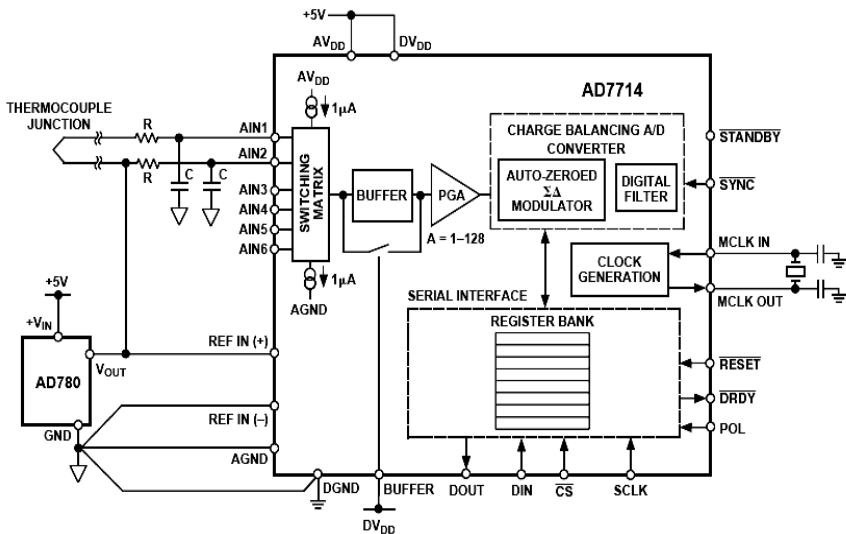 +5V
AVDD
DVDD
AD7714
AVDD
1µA
THERMOCOUPLE
JUNCTION
R
AIN1
AIN2
R
C
C
AIN3
AIN4
AIN5
AIN6
SWITCHING
MATRIX
BUFFER
PGA
A = 1–128
CHARGE BALANCING A/D
CONVERTER
AUTO-ZEROED
ΣΔ
MODULATOR
DIGITAL
FILTER
STANDBY
SYNC
MCLK IN
CLOCK
GENERATION
MCLK OUT
1µA
AGND
SERIAL INTERFACE
REGISTER BANK
+5V
+VIN
AD780
VOUT
GND
REF IN (+)
REF IN (–)
AGND
RESET
DRDY
POL
DGND
BUFFER
DOUT
DIN
CS
SCLK
DVDD